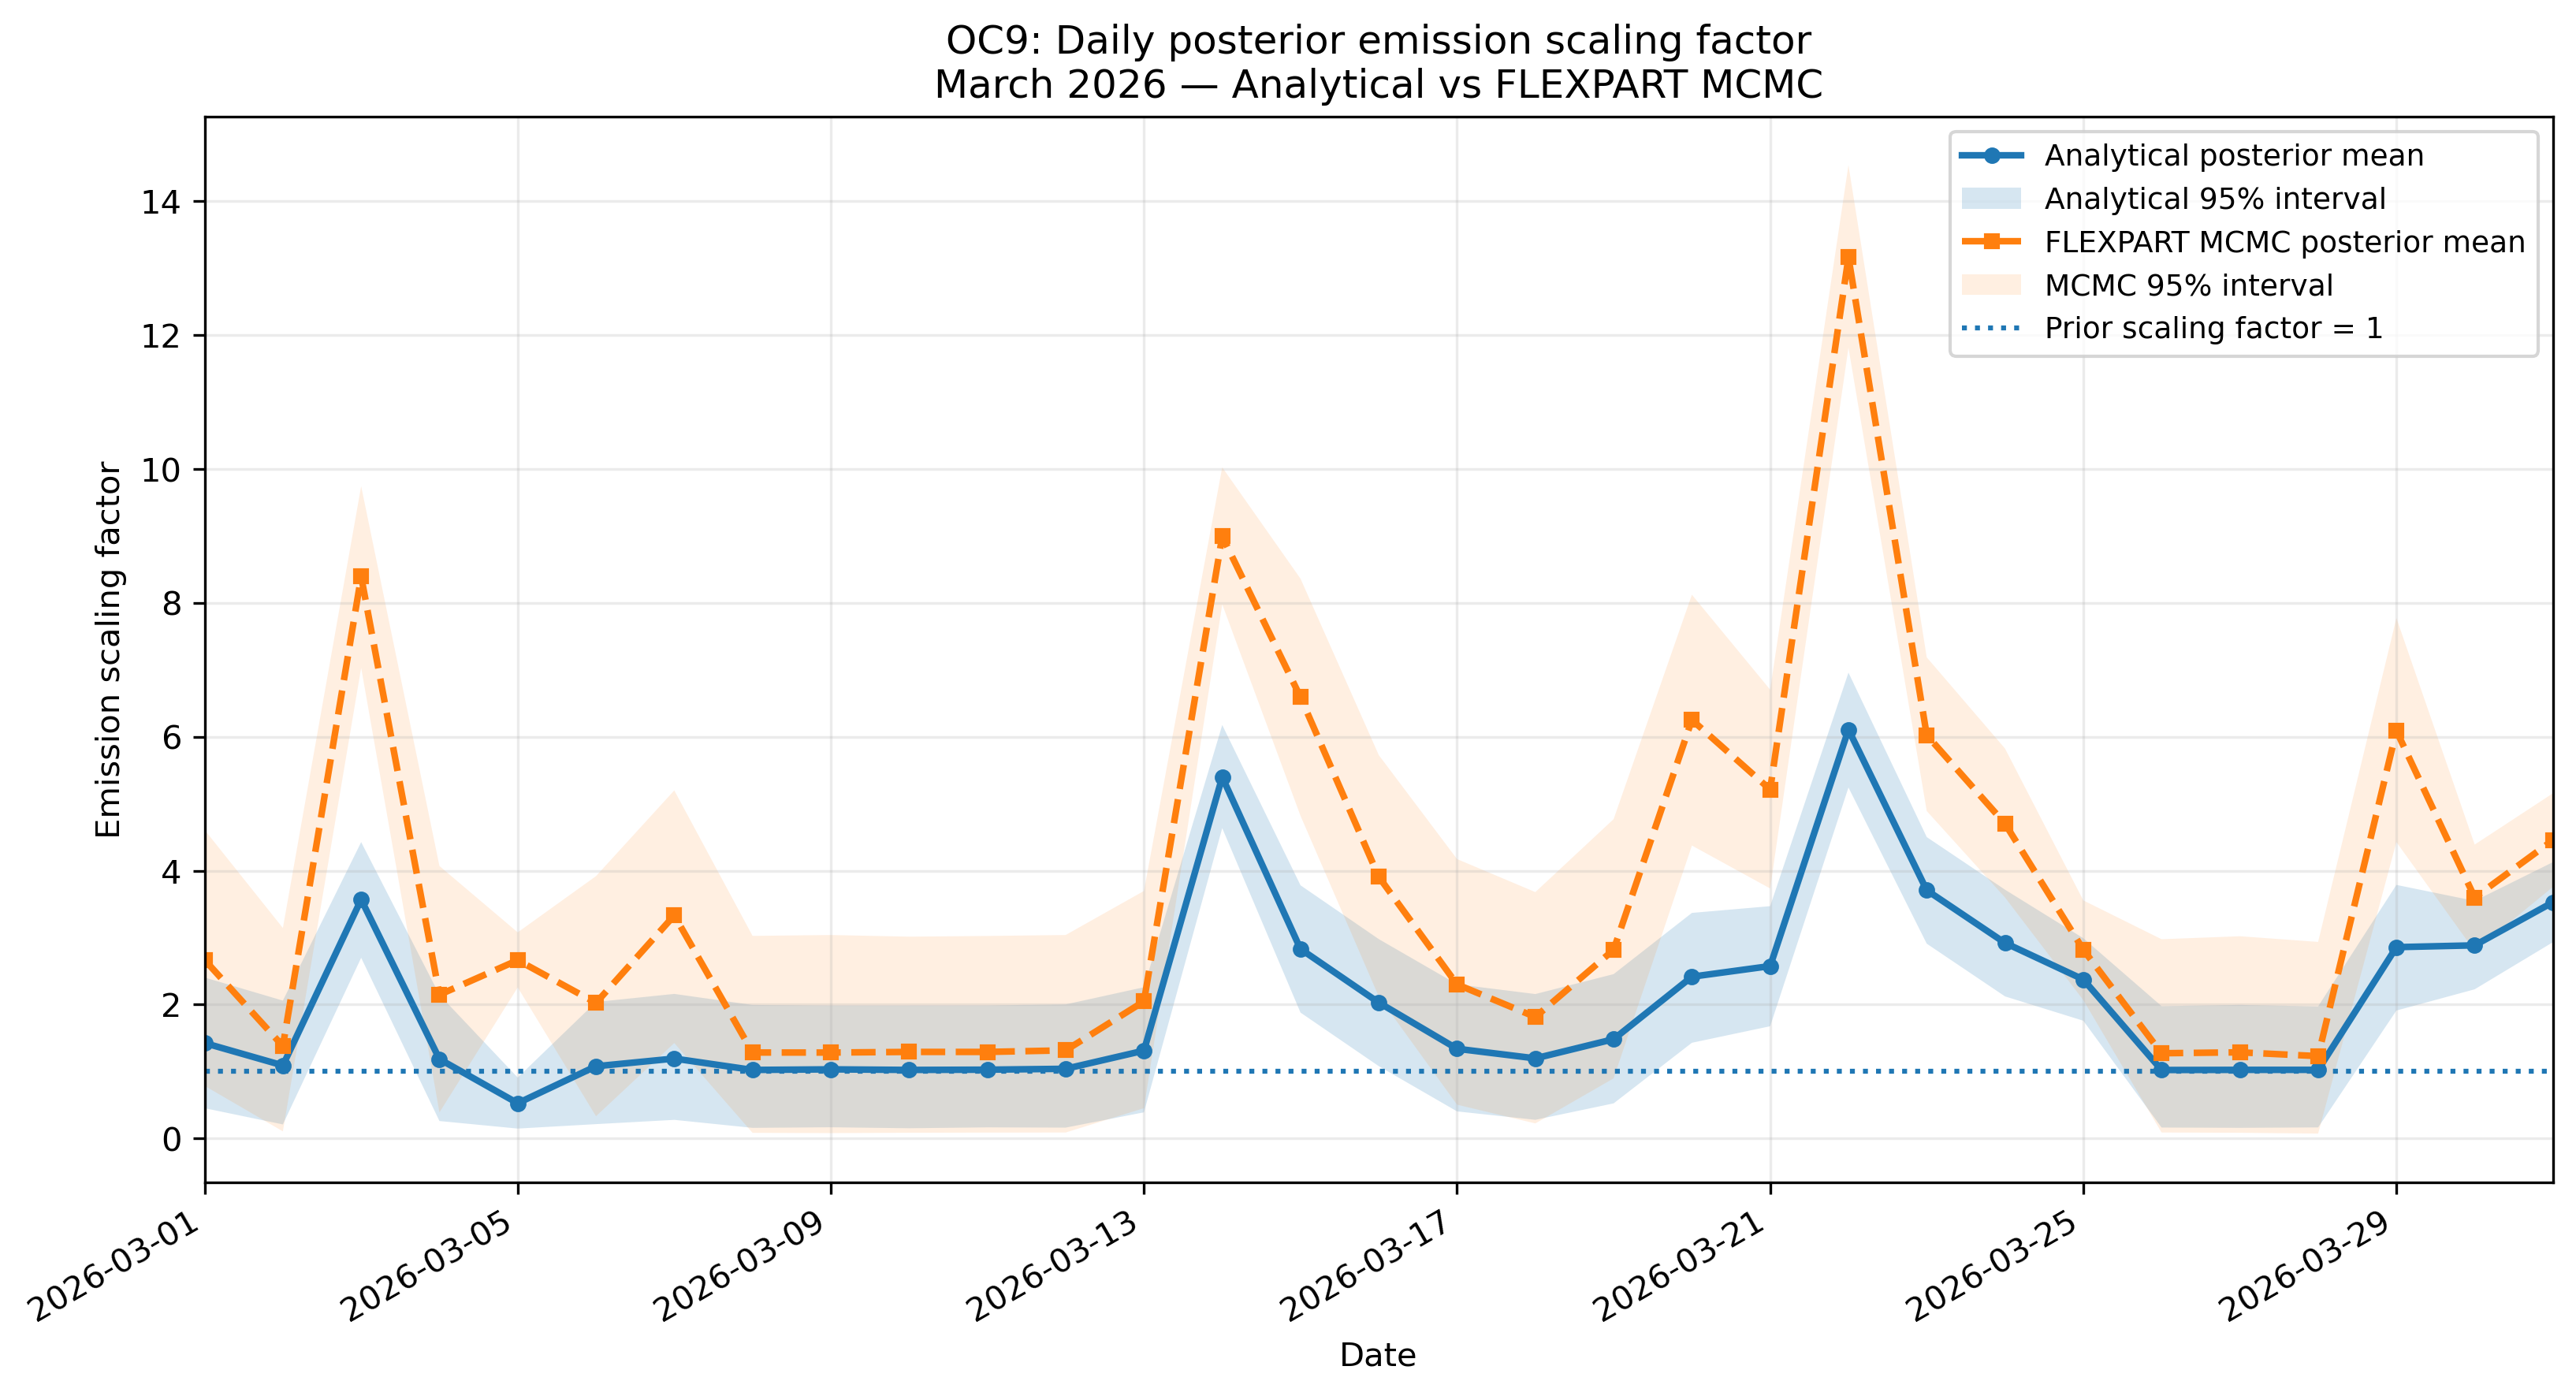 OC9: Daily posterior emission scaling factor
March 2026 — Analytical vs FLEXPART MCMC
Analytical posterior mean
Analytical 95% interval
FLEXPART MCMC posterior mean
MCMC 95% interval
Prior scaling factor = 1
Emission scaling factor
14
12
10
8
6
4
2
0
2026-03-01
2026-03-05
2026-03-09
2026-03-13
2026-03-17
2026-03-21
2026-03-25
2026-03-29
Date